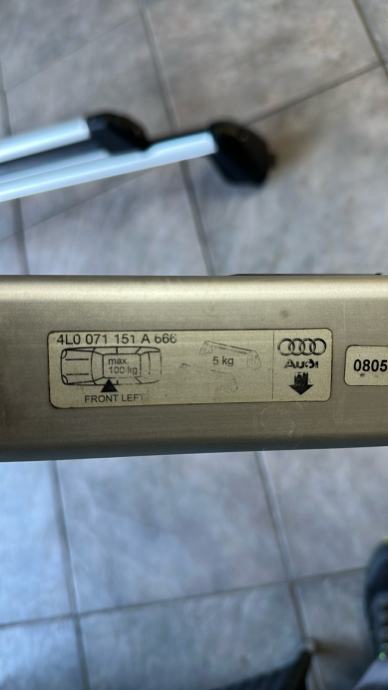 4L0 071 151 A 666
max.
100 kg
5 kg
FRONT LEFT
Audi
0805